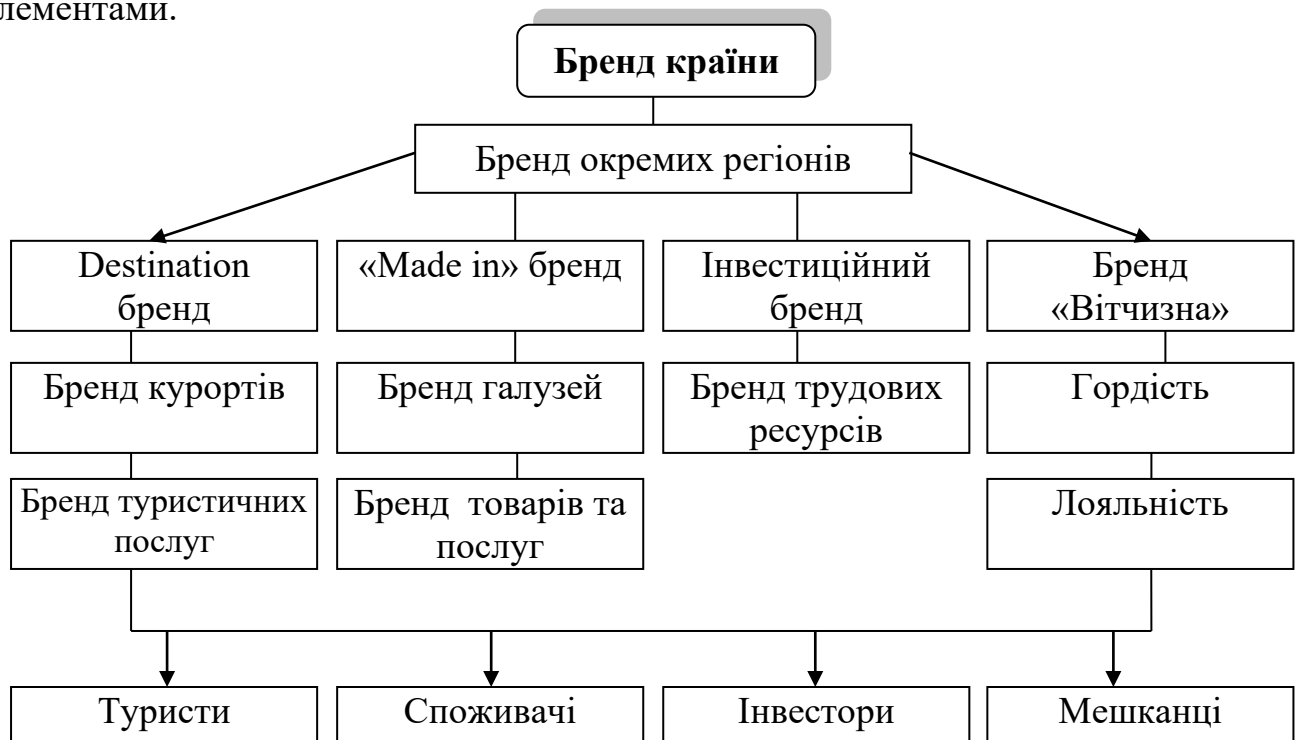 лементами.
Бренд країни
Бренд окремих регіонів
Destination
бренд
«Made in» бренд
Інвестиційний
бренд
Бренд
«Вітчизна»
Бренд курортів
Бренд галузей
Бренд трудових
ресурсів
Гордість
Бренд туристичних
послуг
Бренд товарів та
послуг
Лояльність
Туристи
Споживачі
Інвестори
Мешканці